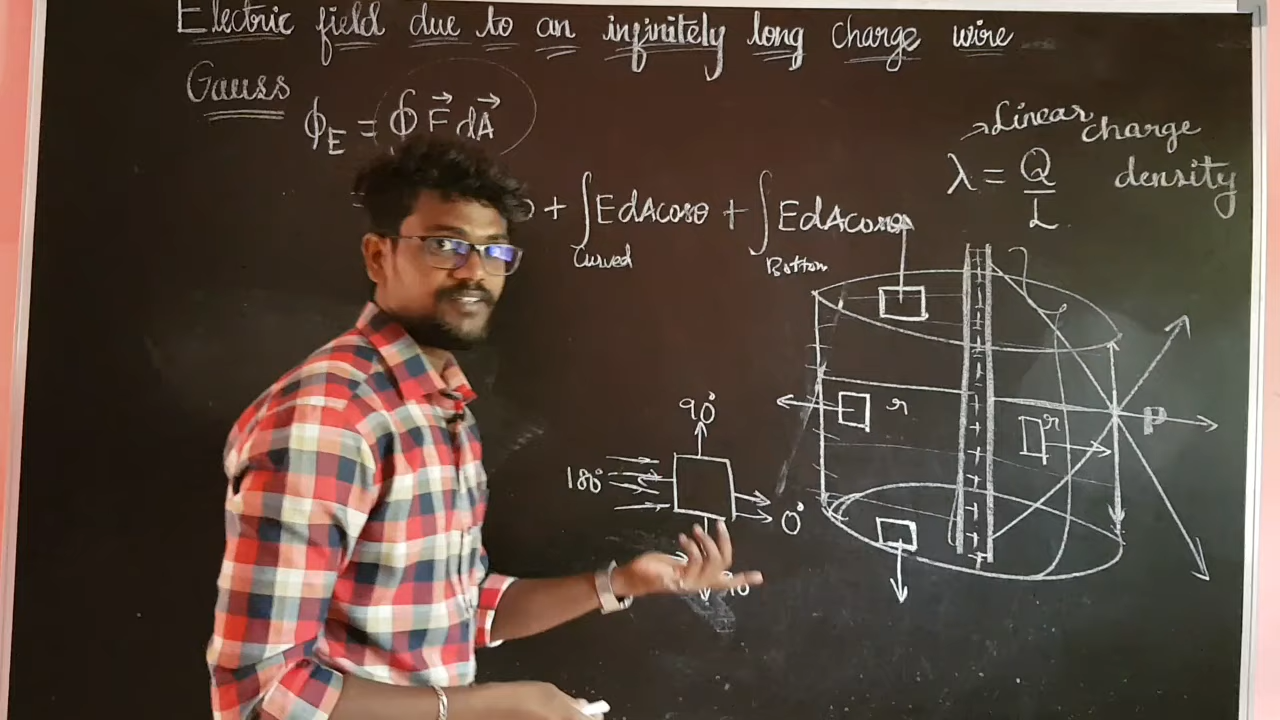 Electric field due to an infinitely long charge wire
Gauss
ϕE = ∮ E⃗ dA⃗
+ ∫Curved EdAcosθ + ∫Bottom EdAcosθ
→Linear charge density
λ = Q/L
90°
180°
0°
90
r
r
P